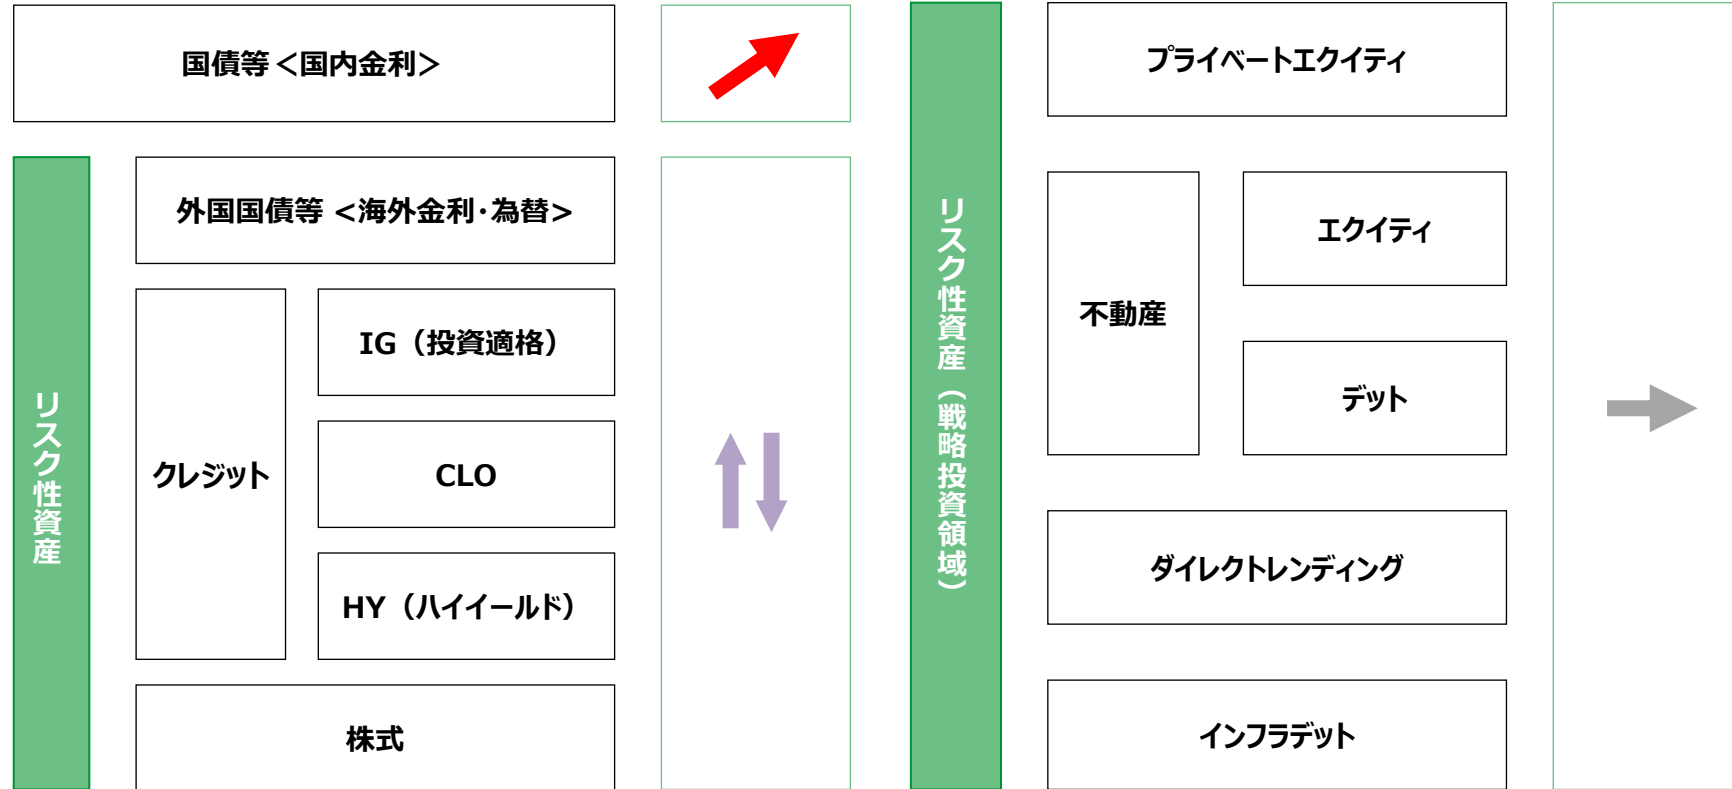 国債等＜国内金利＞
リスク性資産
外国国債等 <海外金利・為替>
クレジット
IG（投資適格）
CLO
HY（ハイイールド）
株式
リスク性資産（戦略投資領域）
プライベートエクイティ
不動産
エクイティ
デット
ダイレクトレンディング
インフラデット